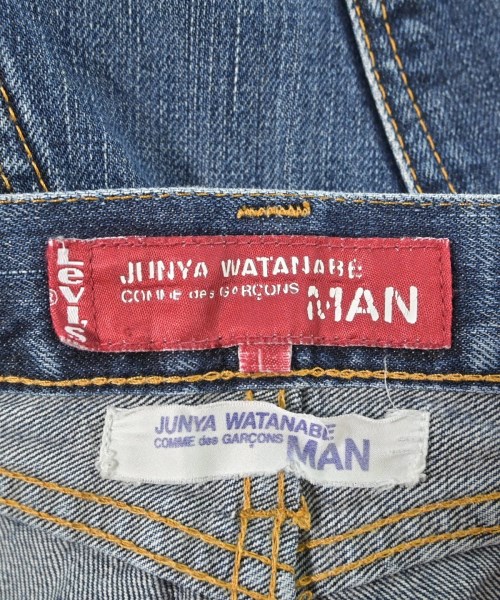 Levi's
®
JUNYA WATANABE
COMME des GARÇONS MAN
JUNYA WATANABE
COMME des GARÇONS MAN